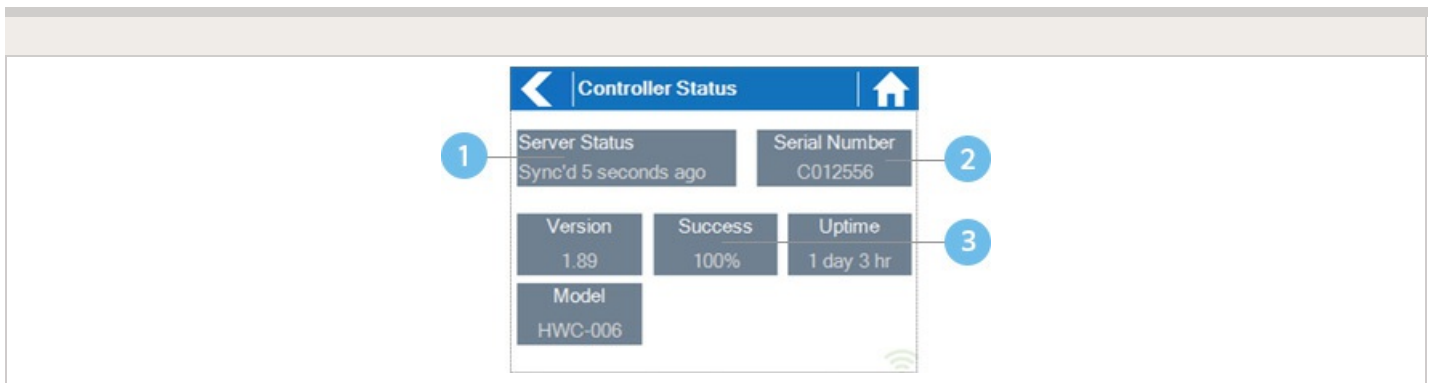 Controller Status
1
Server Status
Sync'd 5 seconds ago
Serial Number
C012556
2
Version
1.89
Success
100%
Uptime
1 day 3 hr
3
Model
HWC-006